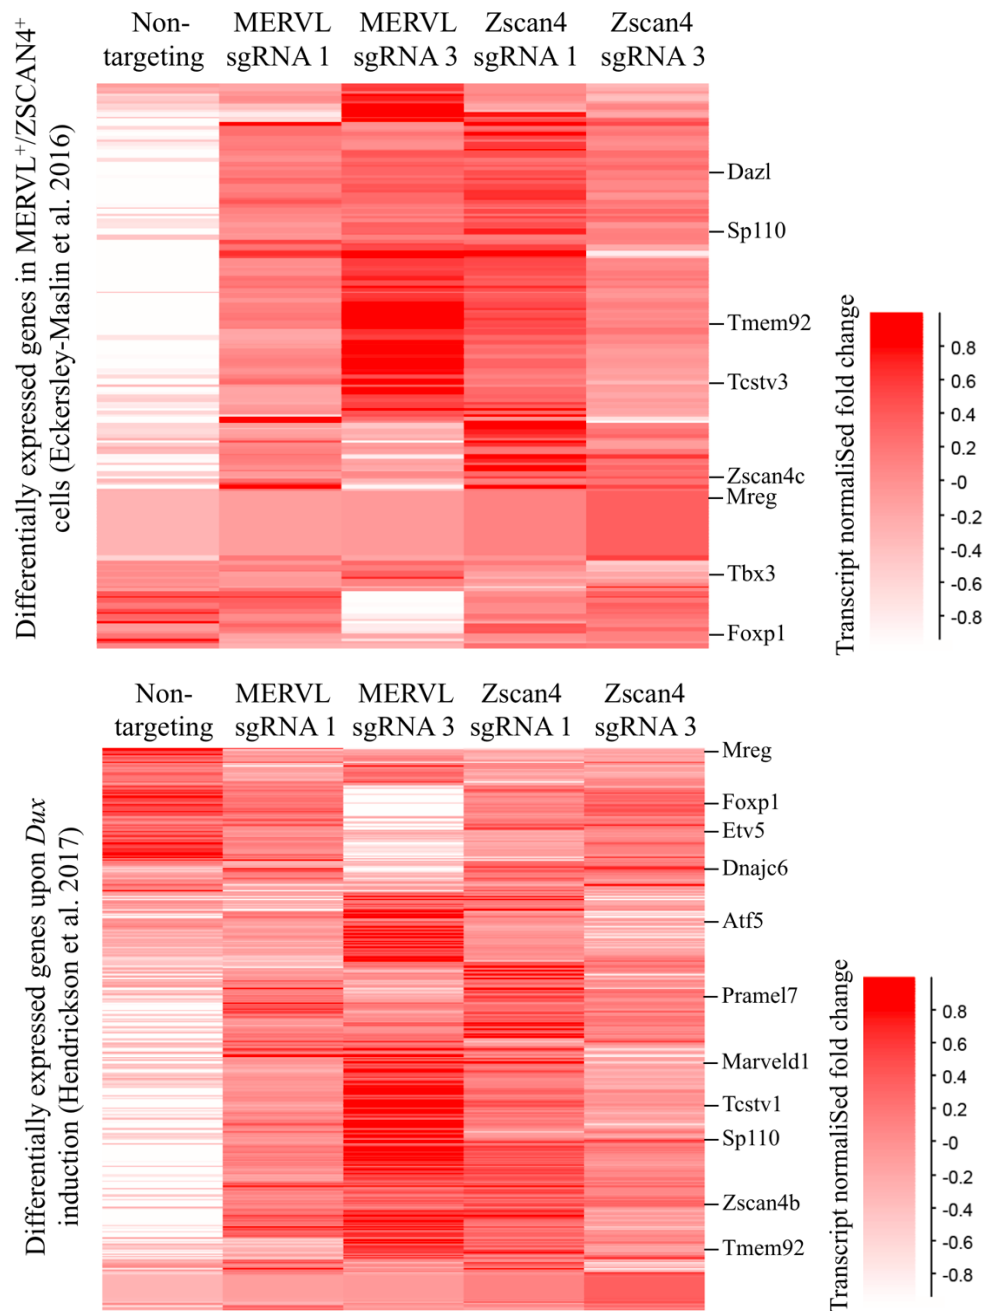 Non-
targeting
MERVL
sgRNA 1
MERVL
sgRNA 3
Zscan4
sgRNA 1
Zscan4
sgRNA 3
Differentially expressed genes in MERVL⁺/ZSCAN4⁺
cells (Eckersley-Maslin et al. 2016)
Dazl
Sp110
Tmem92
Tcstv3
Zscan4c
Mreg
Tbx3
Foxp1
Transcript normaliSed fold change
0.8
0.6
0.4
0.2
-0
-0.2
-0.4
-0.6
-0.8
Non-
targeting
MERVL
sgRNA 1
MERVL
sgRNA 3
Zscan4
sgRNA 1
Zscan4
sgRNA 3
Differentially expressed genes upon Dux
induction (Hendrickson et al. 2017)
Mreg
Foxp1
Etv5
Dnajc6
Atf5
Pramel7
Marveld1
Tcstv1
Sp110
Zscan4b
Tmem92
Transcript normaliSed fold change
0.8
0.6
0.4
0.2
-0
-0.2
-0.4
-0.6
-0.8